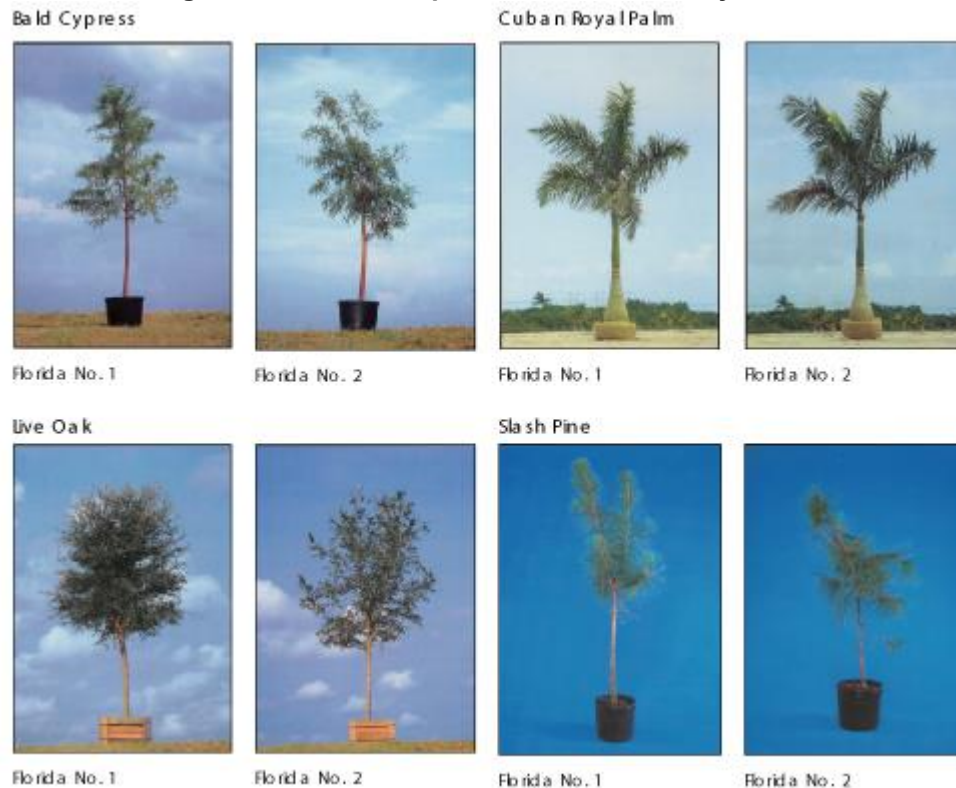 Bald Cypress
Cuban Royal Palm
Florida No. 1
Florida No. 2
Florida No. 1
Florida No. 2
Live Oak
Slash Pine
Florida No. 1
Florida No. 2
Florida No. 1
Florida No. 2